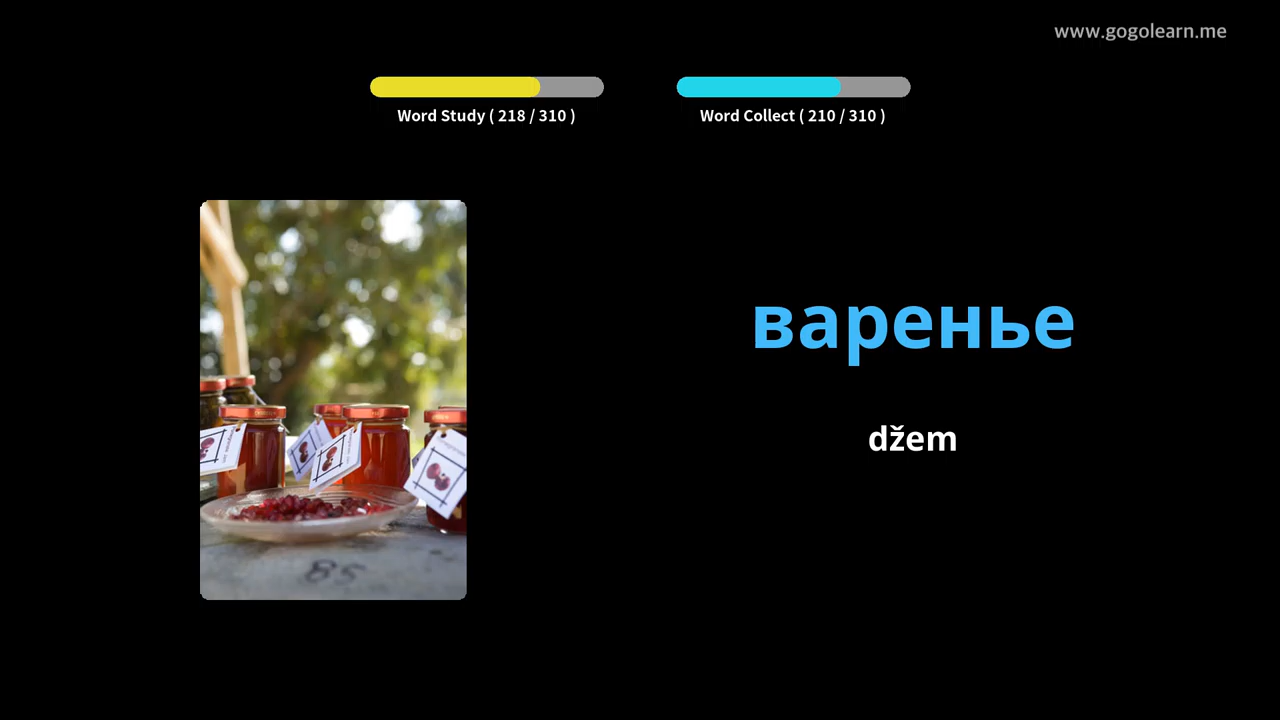 www.gogolearn.me
Word Study ( 218 / 310 )
Word Collect ( 210 / 310 )
варенье
džem
85